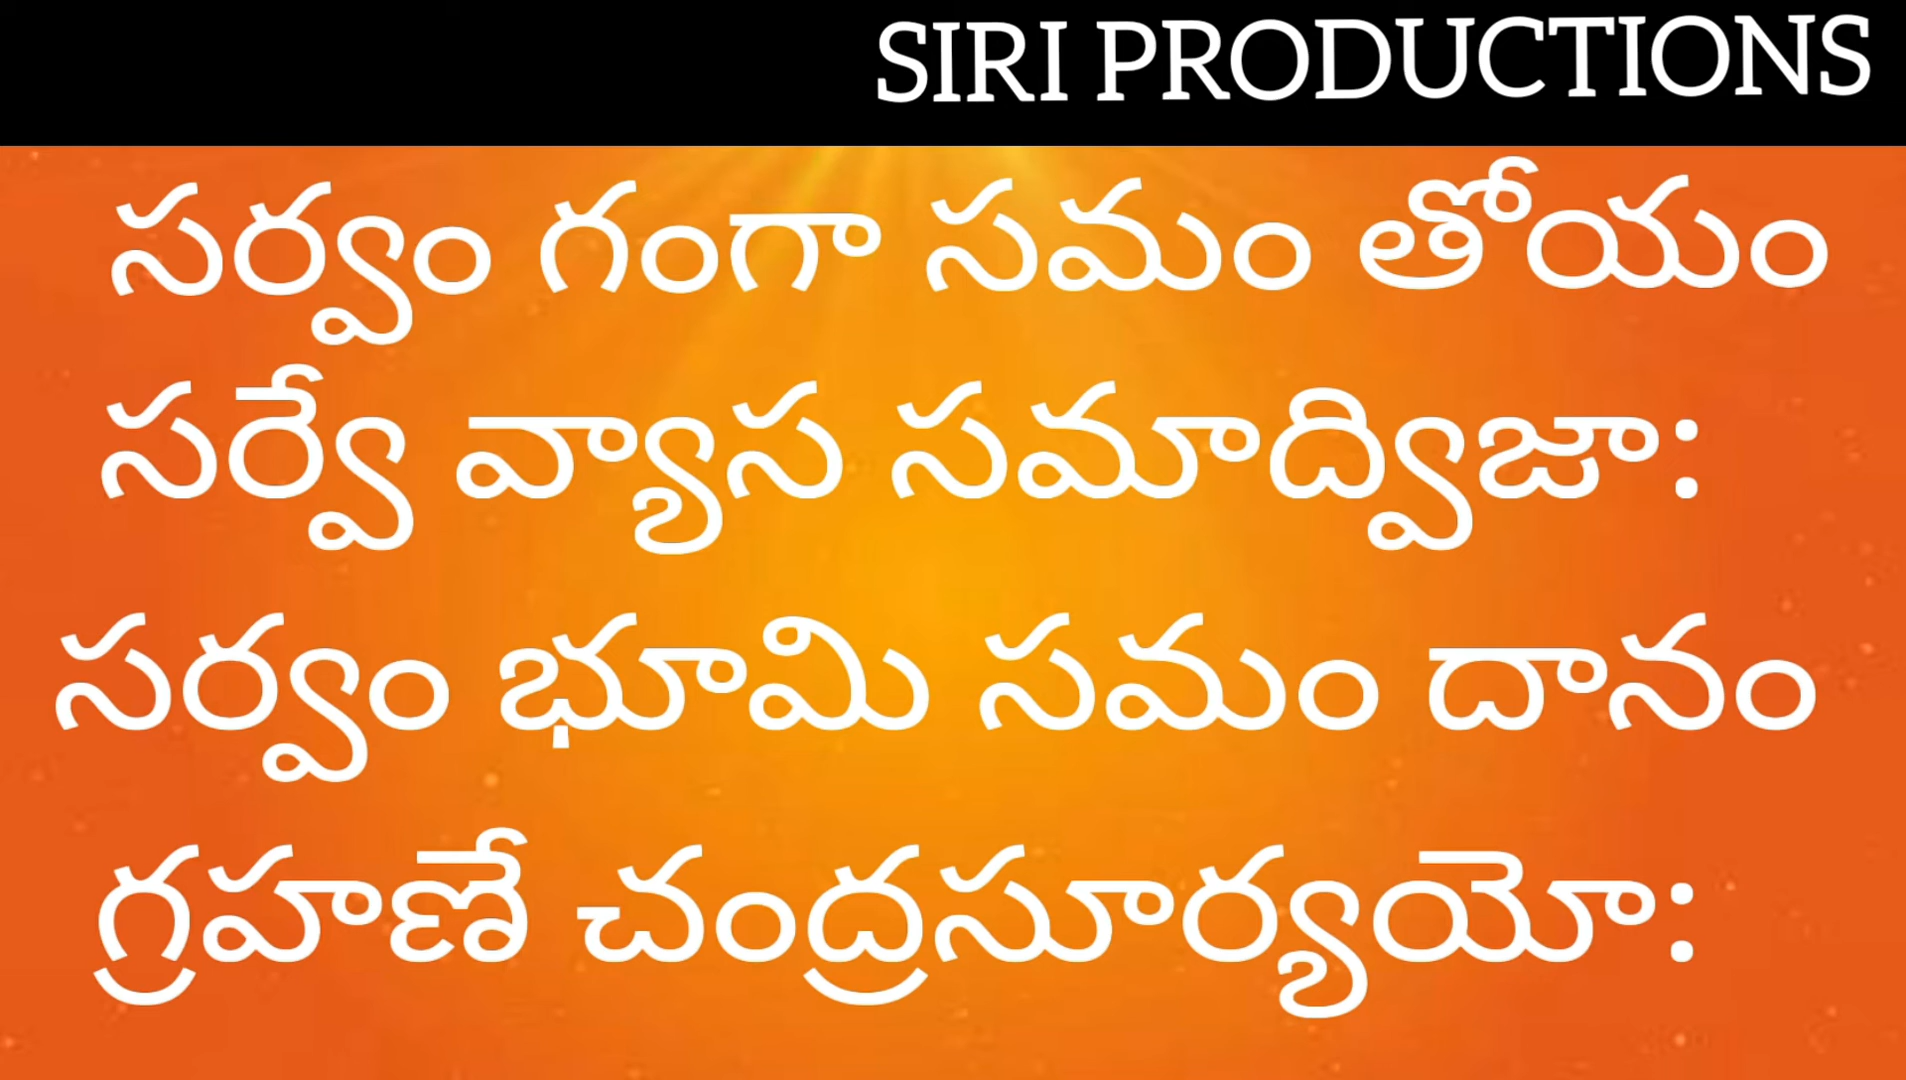 SIRI PRODUCTIONS
సర్వం గంగా సమం తోయం
సర్వే వ్యాస సమాద్విజా:
సర్వం భూమి సమం దానం
గ్రహణే చంద్రసూర్యయో: